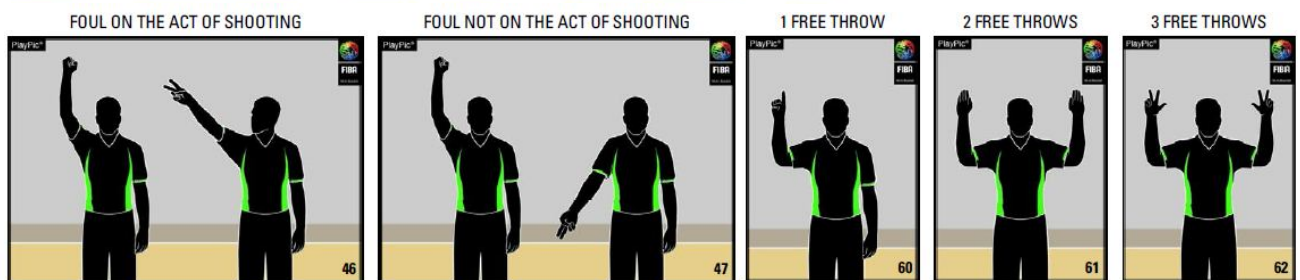 FOUL ON THE ACT OF SHOOTING
FOUL NOT ON THE ACT OF SHOOTING
1 FREE THROW
2 FREE THROWS
3 FREE THROWS
PlayPic®
FIBA
46
PlayPic®
FIBA
47
PlayPic®
FIBA
60
PlayPic®
FIBA
61
PlayPic®
FIBA
62